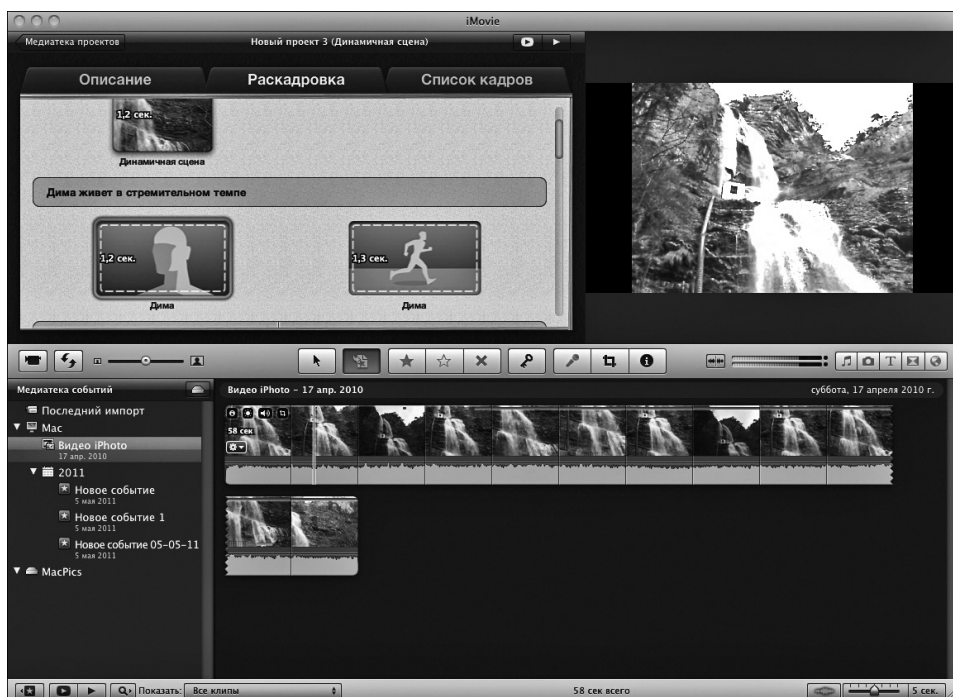 iMovie
Медиатека проектов
Новый проект 3 (Динамичная сцена)
Описание
Раскадровка
Список кадров
1,2 сек.
Динамичная сцена
Дима живет в стремительном темпе
1,2 сек.
1,3 сек.
Дима
Дима
Медиатека событий
Видео iPhoto – 17 апр. 2010
суббота, 17 апреля 2010 г.
Последний импорт
Mac
Видео iPhoto
17 апр. 2010
2011
Новое событие
5 мая 2011
Новое событие 1
5 мая 2011
Новое событие 05-05-11
5 мая 2011
MacPics
58 сек
T
Показать:
Все клипы
58 сек всего
5 сек.